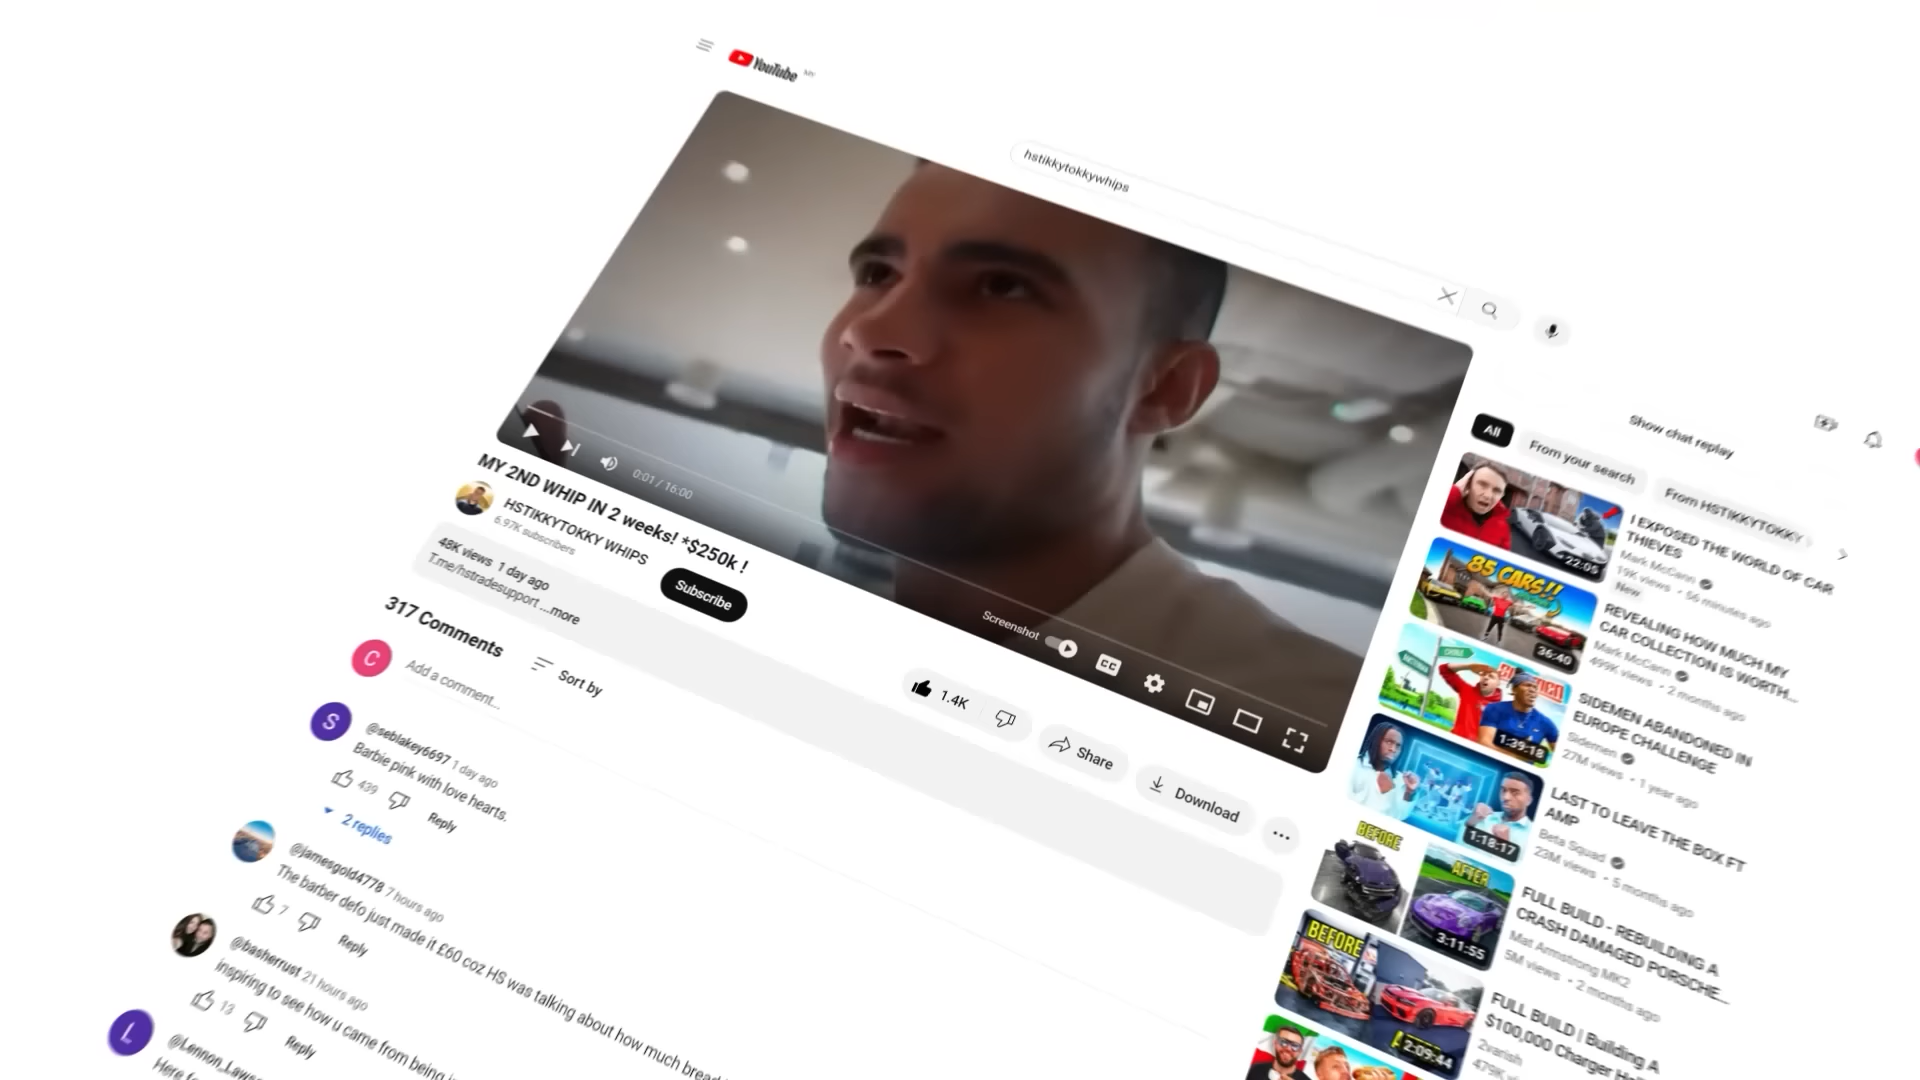 YouTube
hstikkytokkywhips
0:01 / 16:00
Screenshot
CC
MY 2ND WHIP IN 2 weeks! *$250k !
HSTIKKYTOKKY WHIPS
6.97K subscribers
Subscribe
1.4K
Share
Download
48K views 1 day ago
T.me/hstradesupport ...more
317 Comments
Sort by
C
Add a comment...
S
@seblakey6697 1 day ago
Barbie pink with love hearts.
439
Reply
2 replies
@jamesgold4778 7 hours ago
The barber defo just made it £60 coz HS was talking about how much bread
7
Reply
@basherrust 21 hours ago
inspiring to see how u came from being
13
Reply
L
Here
Show chat replay
All
From your search
From HSTIKKYTOKKY
22:05
I EXPOSED THE WORLD OF CAR
THIEVES
Mark McCann
19K views • 56 minutes ago
New
85 CARS!!
36:40
REVEALING HOW MUCH MY
CAR COLLECTION IS WORTH...
Mark McCann
499K views • 2 months ago
1:39:18
SIDEMEN ABANDONED IN
EUROPE CHALLENGE
Sidemen
27M views • 1 year ago
1:18:17
LAST TO LEAVE THE BOX FT
AMP
Beta Squad
23M views • 5 months ago
BEFORE
AFTER
3:11:55
FULL BUILD - REBUILDING A
CRASH DAMAGED PORSCHE...
Mat Armstrong MK2
5M views • 2 months ago
BEFORE
2:09:44
FULL BUILD | Building A
$100,000 Charger
2varish
479K